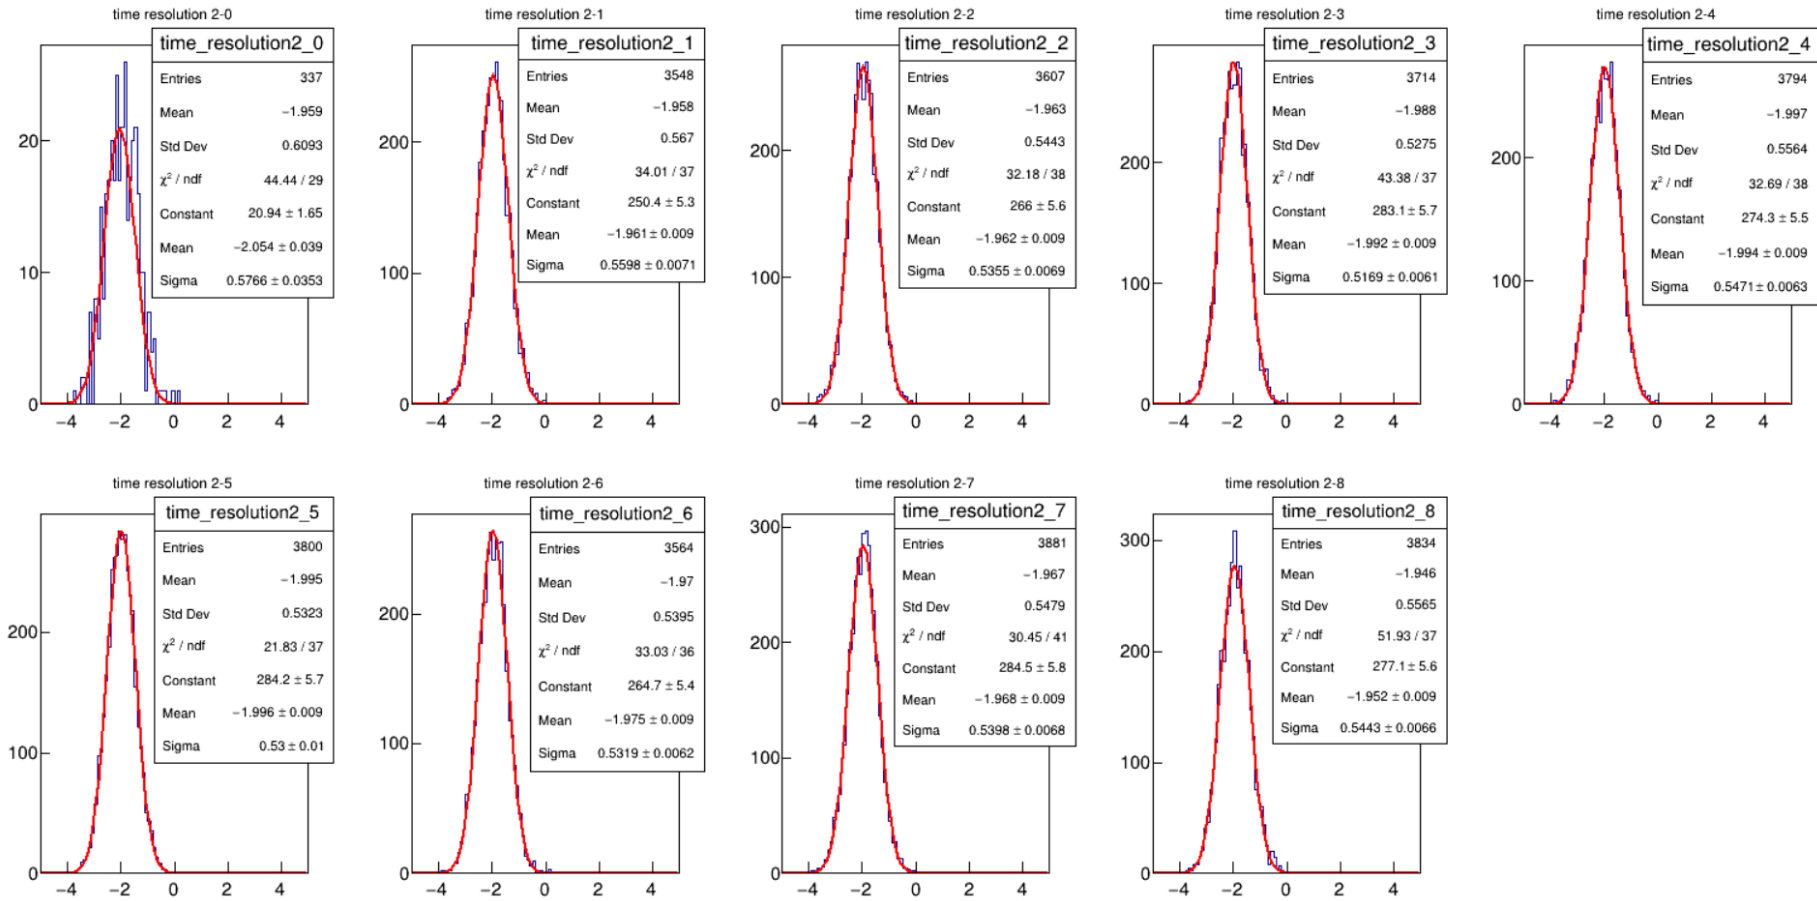 time resolution 2-0
time_resolution2_0
Entries 337
Mean −1.959
Std Dev 0.6093
χ² / ndf 44.44 / 29
Constant 20.94 ± 1.65
Mean −2.054 ± 0.039
Sigma 0.5766 ± 0.0353
20
10
0
−4 −2 0 2 4
time resolution 2-1
time_resolution2_1
Entries 3548
Mean −1.958
Std Dev 0.567
χ² / ndf 34.01 / 37
Constant 250.4 ± 5.3
Mean −1.961 ± 0.009
Sigma 0.5598 ± 0.0071
200
100
0
−4 −2 0 2 4
time resolution 2-2
time_resolution2_2
Entries 3607
Mean −1.963
Std Dev 0.5443
χ² / ndf 32.18 / 38
Constant 266 ± 5.6
Mean −1.962 ± 0.009
Sigma 0.5355 ± 0.0069
200
100
0
−4 −2 0 2 4
time resolution 2-3
time_resolution2_3
Entries 3714
Mean −1.988
Std Dev 0.5275
χ² / ndf 43.38 / 37
Constant 283.1 ± 5.7
Mean −1.992 ± 0.009
Sigma 0.5169 ± 0.0061
200
100
0
−4 −2 0 2 4
time resolution 2-4
time_resolution2_4
Entries 3794
Mean −1.997
Std Dev 0.5564
χ² / ndf 32.69 / 38
Constant 274.3 ± 5.5
Mean −1.994 ± 0.009
Sigma 0.5471 ± 0.0063
200
100
0
−4 −2 0 2 4
time resolution 2-5
time_resolution2_5
Entries 3800
Mean −1.995
Std Dev 0.5323
χ² / ndf 21.83 / 37
Constant 284.2 ± 5.7
Mean −1.996 ± 0.009
Sigma 0.53 ± 0.01
200
100
0
−4 −2 0 2 4
time resolution 2-6
time_resolution2_6
Entries 3564
Mean −1.97
Std Dev 0.5395
χ² / ndf 33.03 / 36
Constant 264.7 ± 5.4
Mean −1.975 ± 0.009
Sigma 0.5319 ± 0.0062
200
100
0
−4 −2 0 2 4
time resolution 2-7
time_resolution2_7
Entries 3881
Mean −1.967
Std Dev 0.5479
χ² / ndf 30.45 / 41
Constant 284.5 ± 5.8
Mean −1.968 ± 0.009
Sigma 0.5398 ± 0.0068
300
200
100
0
−4 −2 0 2 4
time resolution 2-8
time_resolution2_8
Entries 3834
Mean −1.946
Std Dev 0.5565
χ² / ndf 51.93 / 37
Constant 277.1 ± 5.6
Mean −1.952 ± 0.009
Sigma 0.5443 ± 0.0066
300
200
100
0
−4 −2 0 2 4